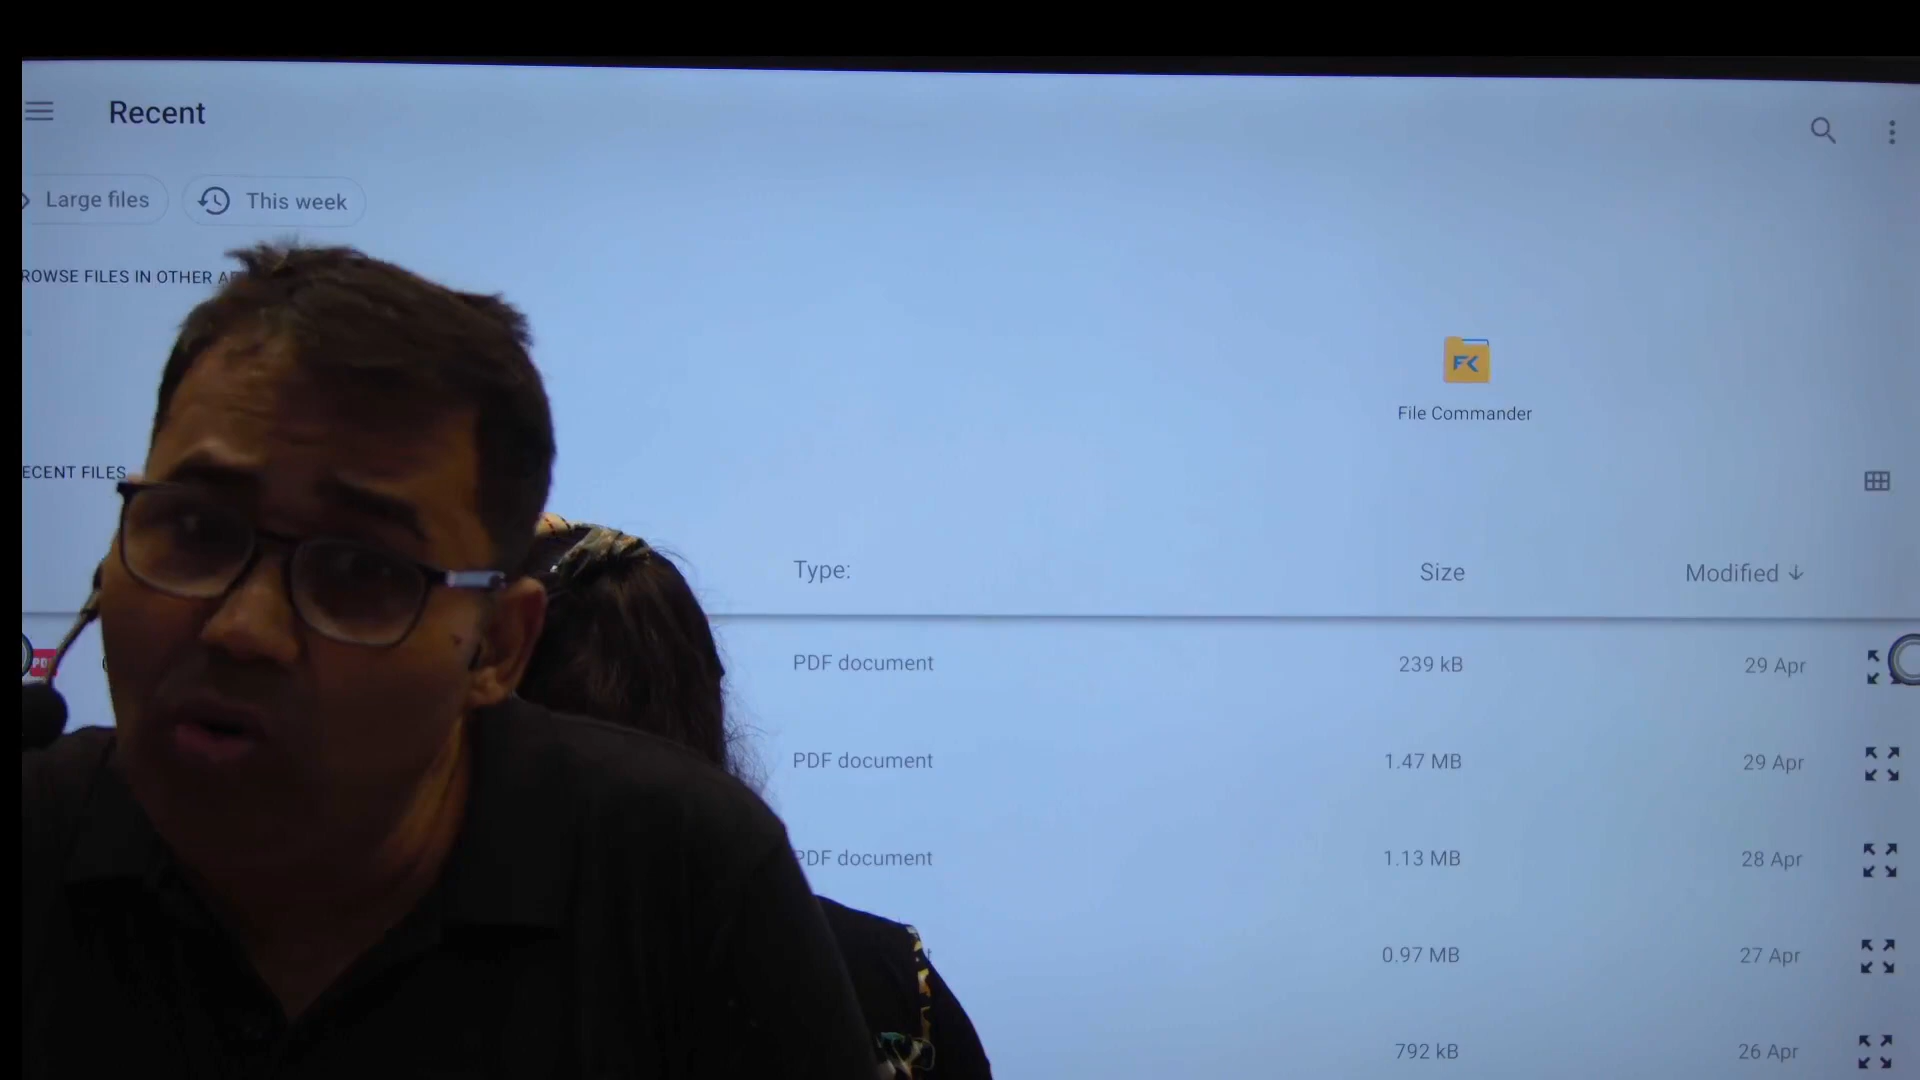 Recent
Large files
This week
ROWSE FILES IN OTHER AP
FK
File Commander
ECENT FILES
Type:
Size
Modified
PDF document
239 kB
29 Apr
PDF document
1.47 MB
29 Apr
PDF document
1.13 MB
28 Apr
0.97 MB
27 Apr
792 kB
26 Apr